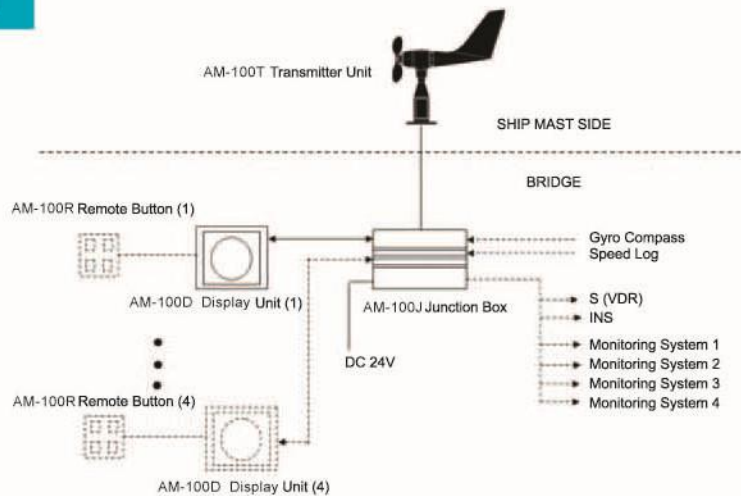 AM-100T Transmitter Unit
SHIP MAST SIDE
BRIDGE
AM-100R Remote Button (1)
Gyro Compass
Speed Log
AM-100D Display Unit (1)
AM-100J Junction Box
S (VDR)
INS
DC 24V
Monitoring System 1
Monitoring System 2
Monitoring System 3
Monitoring System 4
AM-100R Remote Button (4)
AM-100D Display Unit (4)